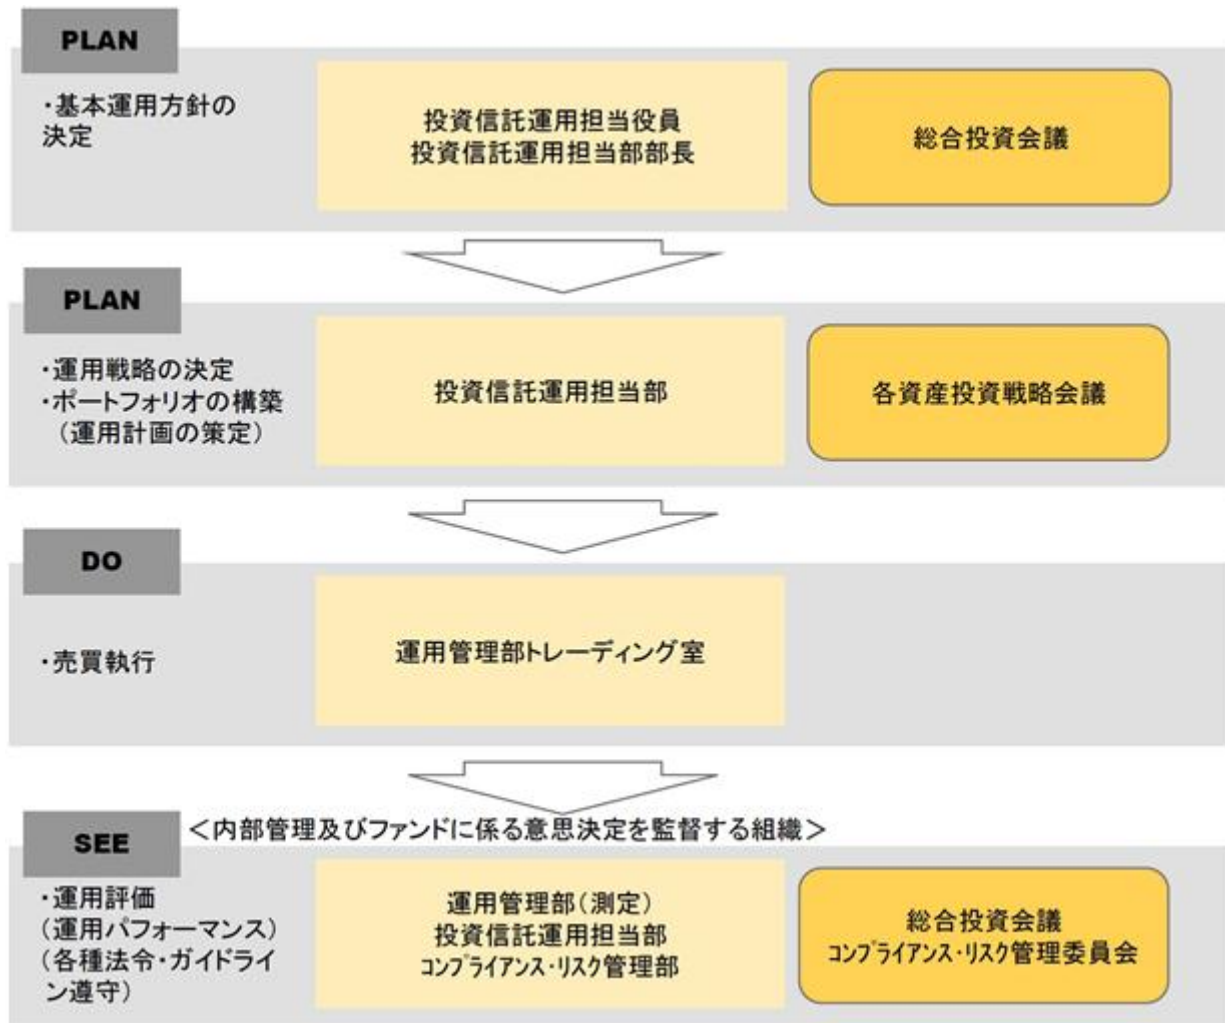 PLAN
・基本運用方針の
決定
投資信託運用担当役員
投資信託運用担当部部長
総合投資会議
PLAN
・運用戦略の決定
・ポートフォリオの構築
（運用計画の策定）
投資信託運用担当部
各資産投資戦略会議
DO
・売買執行
運用管理部トレーディング室
SEE
＜内部管理及びファンドに係る意思決定を監督する組織＞
・運用評価
（運用パフォーマンス）
（各種法令・ガイドライ
ン遵守）
運用管理部（測定）
投資信託運用担当部
ｺﾝﾌﾟﾗｲｱﾝｽ・ﾘｽｸ管理部
総合投資会議
ｺﾝﾌﾟﾗｲｱﾝｽ・ﾘｽｸ管理委員会